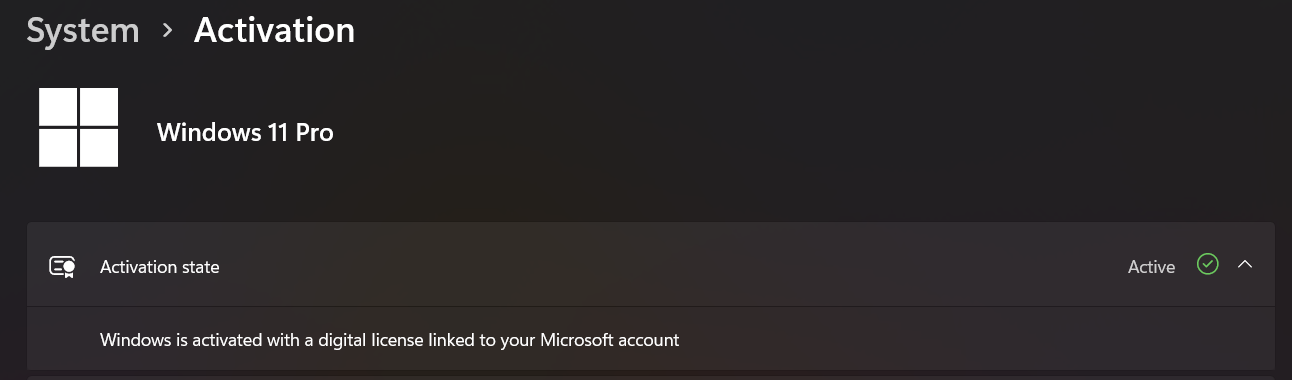 System > Activation
Windows 11 Pro
Activation state Active
Windows is activated with a digital license linked to your Microsoft account